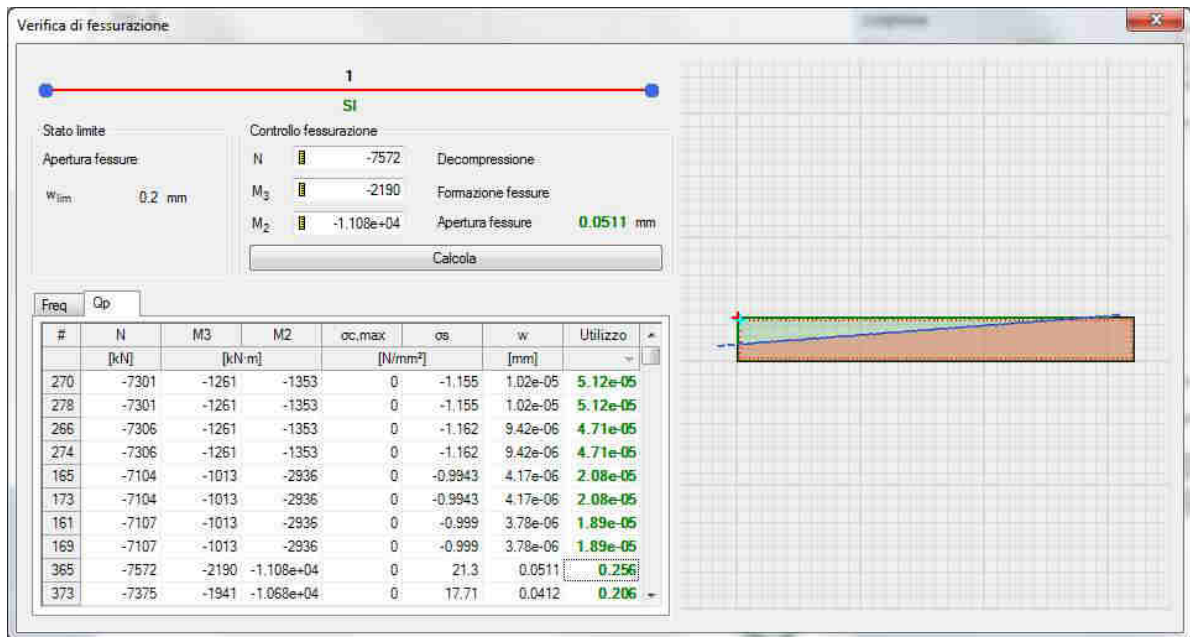 Verifica di fessurazione
1
SI
Stato limite
Apertura fessure
wlim 0.2 mm
Controllo fessurazione
N -7572 Decompressione
M3 -2190 Formazione fessure
M2 -1.108e+04 Apertura fessure 0.0511 mm
Calcola
Freq Qp
# N M3 M2 σc,max σs w Utilizzo
[kN] [kN·m] [N/mm²] [mm]
270 -7301 -1261 -1353 0 -1.155 1.02e-05 5.12e-05
278 -7301 -1261 -1353 0 -1.155 1.02e-05 5.12e-05
266 -7306 -1261 -1353 0 -1.162 9.42e-06 4.71e-05
274 -7306 -1261 -1353 0 -1.162 9.42e-06 4.71e-05
165 -7104 -1013 -2936 0 -0.9943 4.17e-06 2.08e-05
173 -7104 -1013 -2936 0 -0.9943 4.17e-06 2.08e-05
161 -7107 -1013 -2936 0 -0.999 3.78e-06 1.89e-05
169 -7107 -1013 -2936 0 -0.999 3.78e-06 1.89e-05
365 -7572 -2190 -1.108e+04 0 21.3 0.0511 0.256
373 -7375 -1941 -1.068e+04 0 17.71 0.0412 0.206